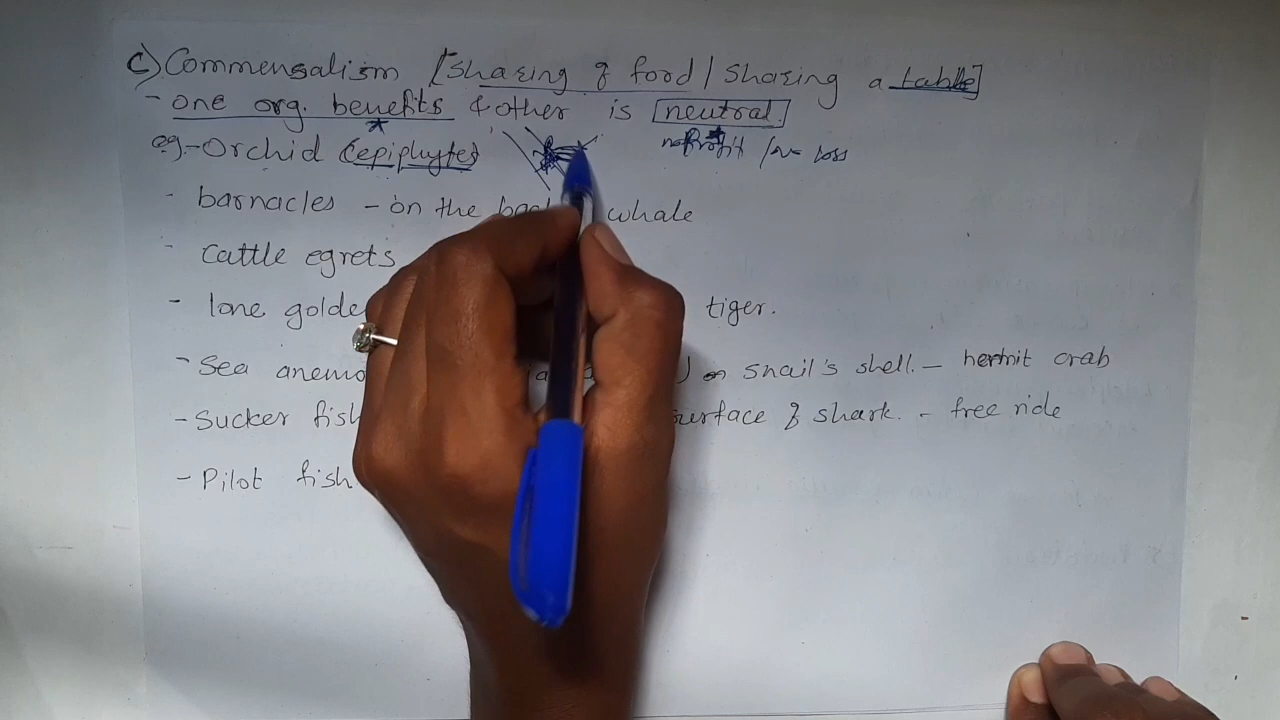 C) Commensalism [sharing of food / sharing a table]
- one org. benefits & other is neutral.
no profit / no loss
eg- Orchid (epiphyte)
- barnacles - on the back whale
- cattle egrets
- lone golde tiger.
- Sea anemo on snail's shell. - hermit crab
- Sucker fish surface of shark. - free ride
- Pilot fish